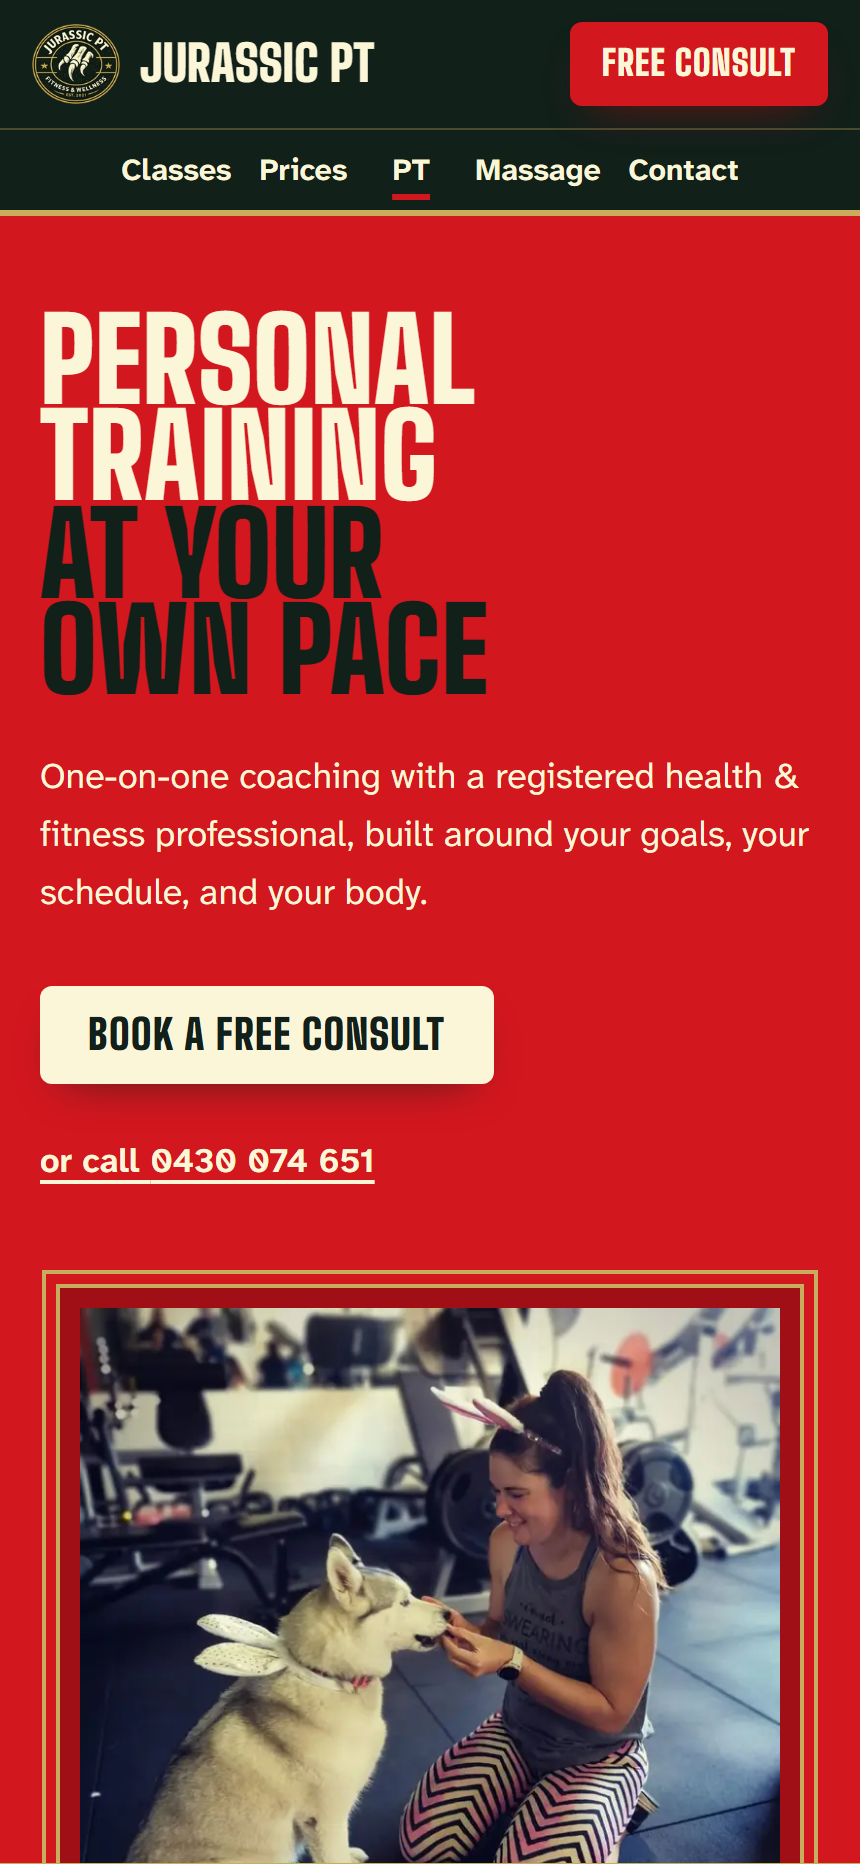 JURASSIC PT
FITNESS & WELLNESS
JURASSIC PT
FREE CONSULT
Classes Prices PT Massage Contact
PERSONAL
TRAINING
AT YOUR
OWN PACE
One-on-one coaching with a registered health &
fitness professional, built around your goals, your
schedule, and your body.
BOOK A FREE CONSULT
or call 0430 074 651
SWEARING